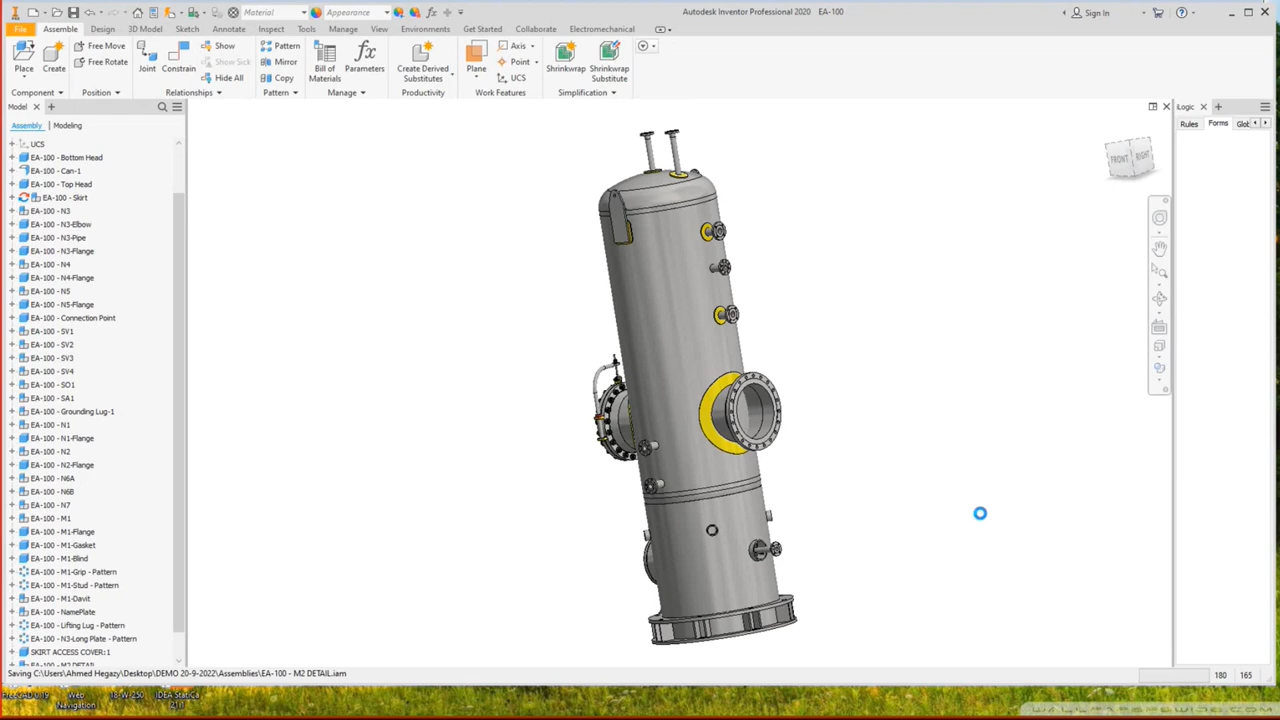 Material
Appearance
Autodesk Inventor Professional 2020 EA-100
Sign In
File
Assemble
Design
3D Model
Sketch
Annotate
Inspect
Tools
Manage
View
Environments
Get Started
Collaborate
Electromechanical
Place
Create
Free Move
Free Rotate
Joint
Constrain
Show
Show Sick
Hide All
Pattern
Mirror
Copy
Bill of
Materials
Parameters
Create Derived
Substitutes
Plane
Axis
Point
UCS
Shrinkwrap
Shrinkwrap
Substitute
Component
Position
Relationships
Pattern
Manage
Productivity
Work Features
Simplification
Model
Logic
Assembly
Modeling
Rules
Forms
UCS
EA-100 - Bottom Head
EA-100 - Can-1
EA-100 - Top Head
EA-100 - Skirt
EA-100 - N3
EA-100 - N3-Elbow
EA-100 - N3-Pipe
EA-100 - N3-Flange
EA-100 - N4
EA-100 - N4-Flange
EA-100 - N5
EA-100 - N5-Flange
EA-100 - Connection Point
EA-100 - SV1
EA-100 - SV2
EA-100 - SV3
EA-100 - SV4
EA-100 - SO1
EA-100 - SA1
EA-100 - Grounding Lug-1
EA-100 - N1
EA-100 - N1-Flange
EA-100 - N2
EA-100 - N2-Flange
EA-100 - N6A
EA-100 - N6B
EA-100 - N7
EA-100 - M1
EA-100 - M1-Flange
EA-100 - M1-Gasket
EA-100 - M1-Blind
EA-100 - M1-Grip - Pattern
EA-100 - M1-Stud - Pattern
EA-100 - M1-Davit
EA-100 - NamePlate
EA-100 - Lifting Lug - Pattern
EA-100 - N3-Long Plate - Pattern
SKIRT ACCESS COVER:1
FRONT
RIGHT
Saving C:\Users\Ahmed Hegazy\Desktop\DEMO 20-9-2022\Assemblies\EA-100 - M2 DETAIL.iam
180
165
Web
Navigation
18-W-250
IDEA StatiCa